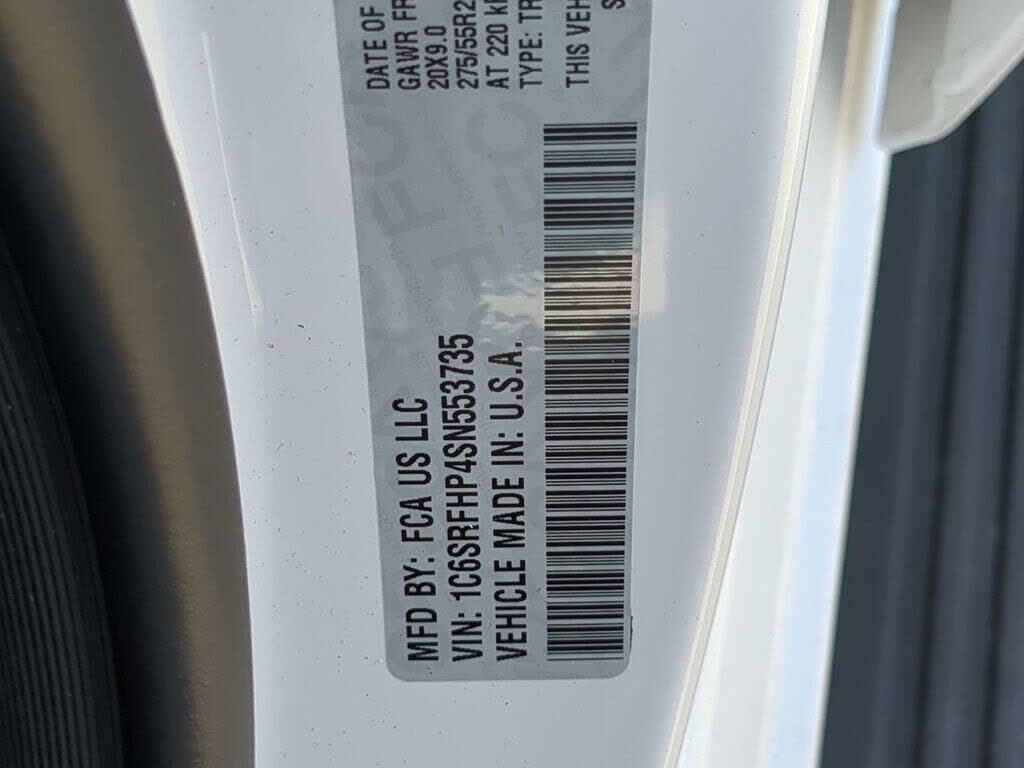 MFD BY: FCA US LLC
VIN: 1C6SRFHP4SN553735
VEHICLE MADE IN: U.S.A.
DATE OF
GAWR FR
20X9.0
275/55R2
AT 220 kP
TYPE: TR
THIS VEH
S